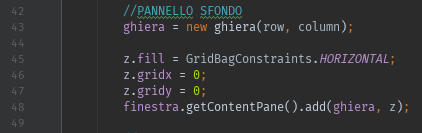 42 //PANNELLO SFONDO
43 ghiera = new ghiera(row, column);
44
45 z.fill = GridBagConstraints.HORIZONTAL;
46 z.gridx = 0;
47 z.gridy = 0;
48 finestra.getContentPane().add(ghiera, z);
49